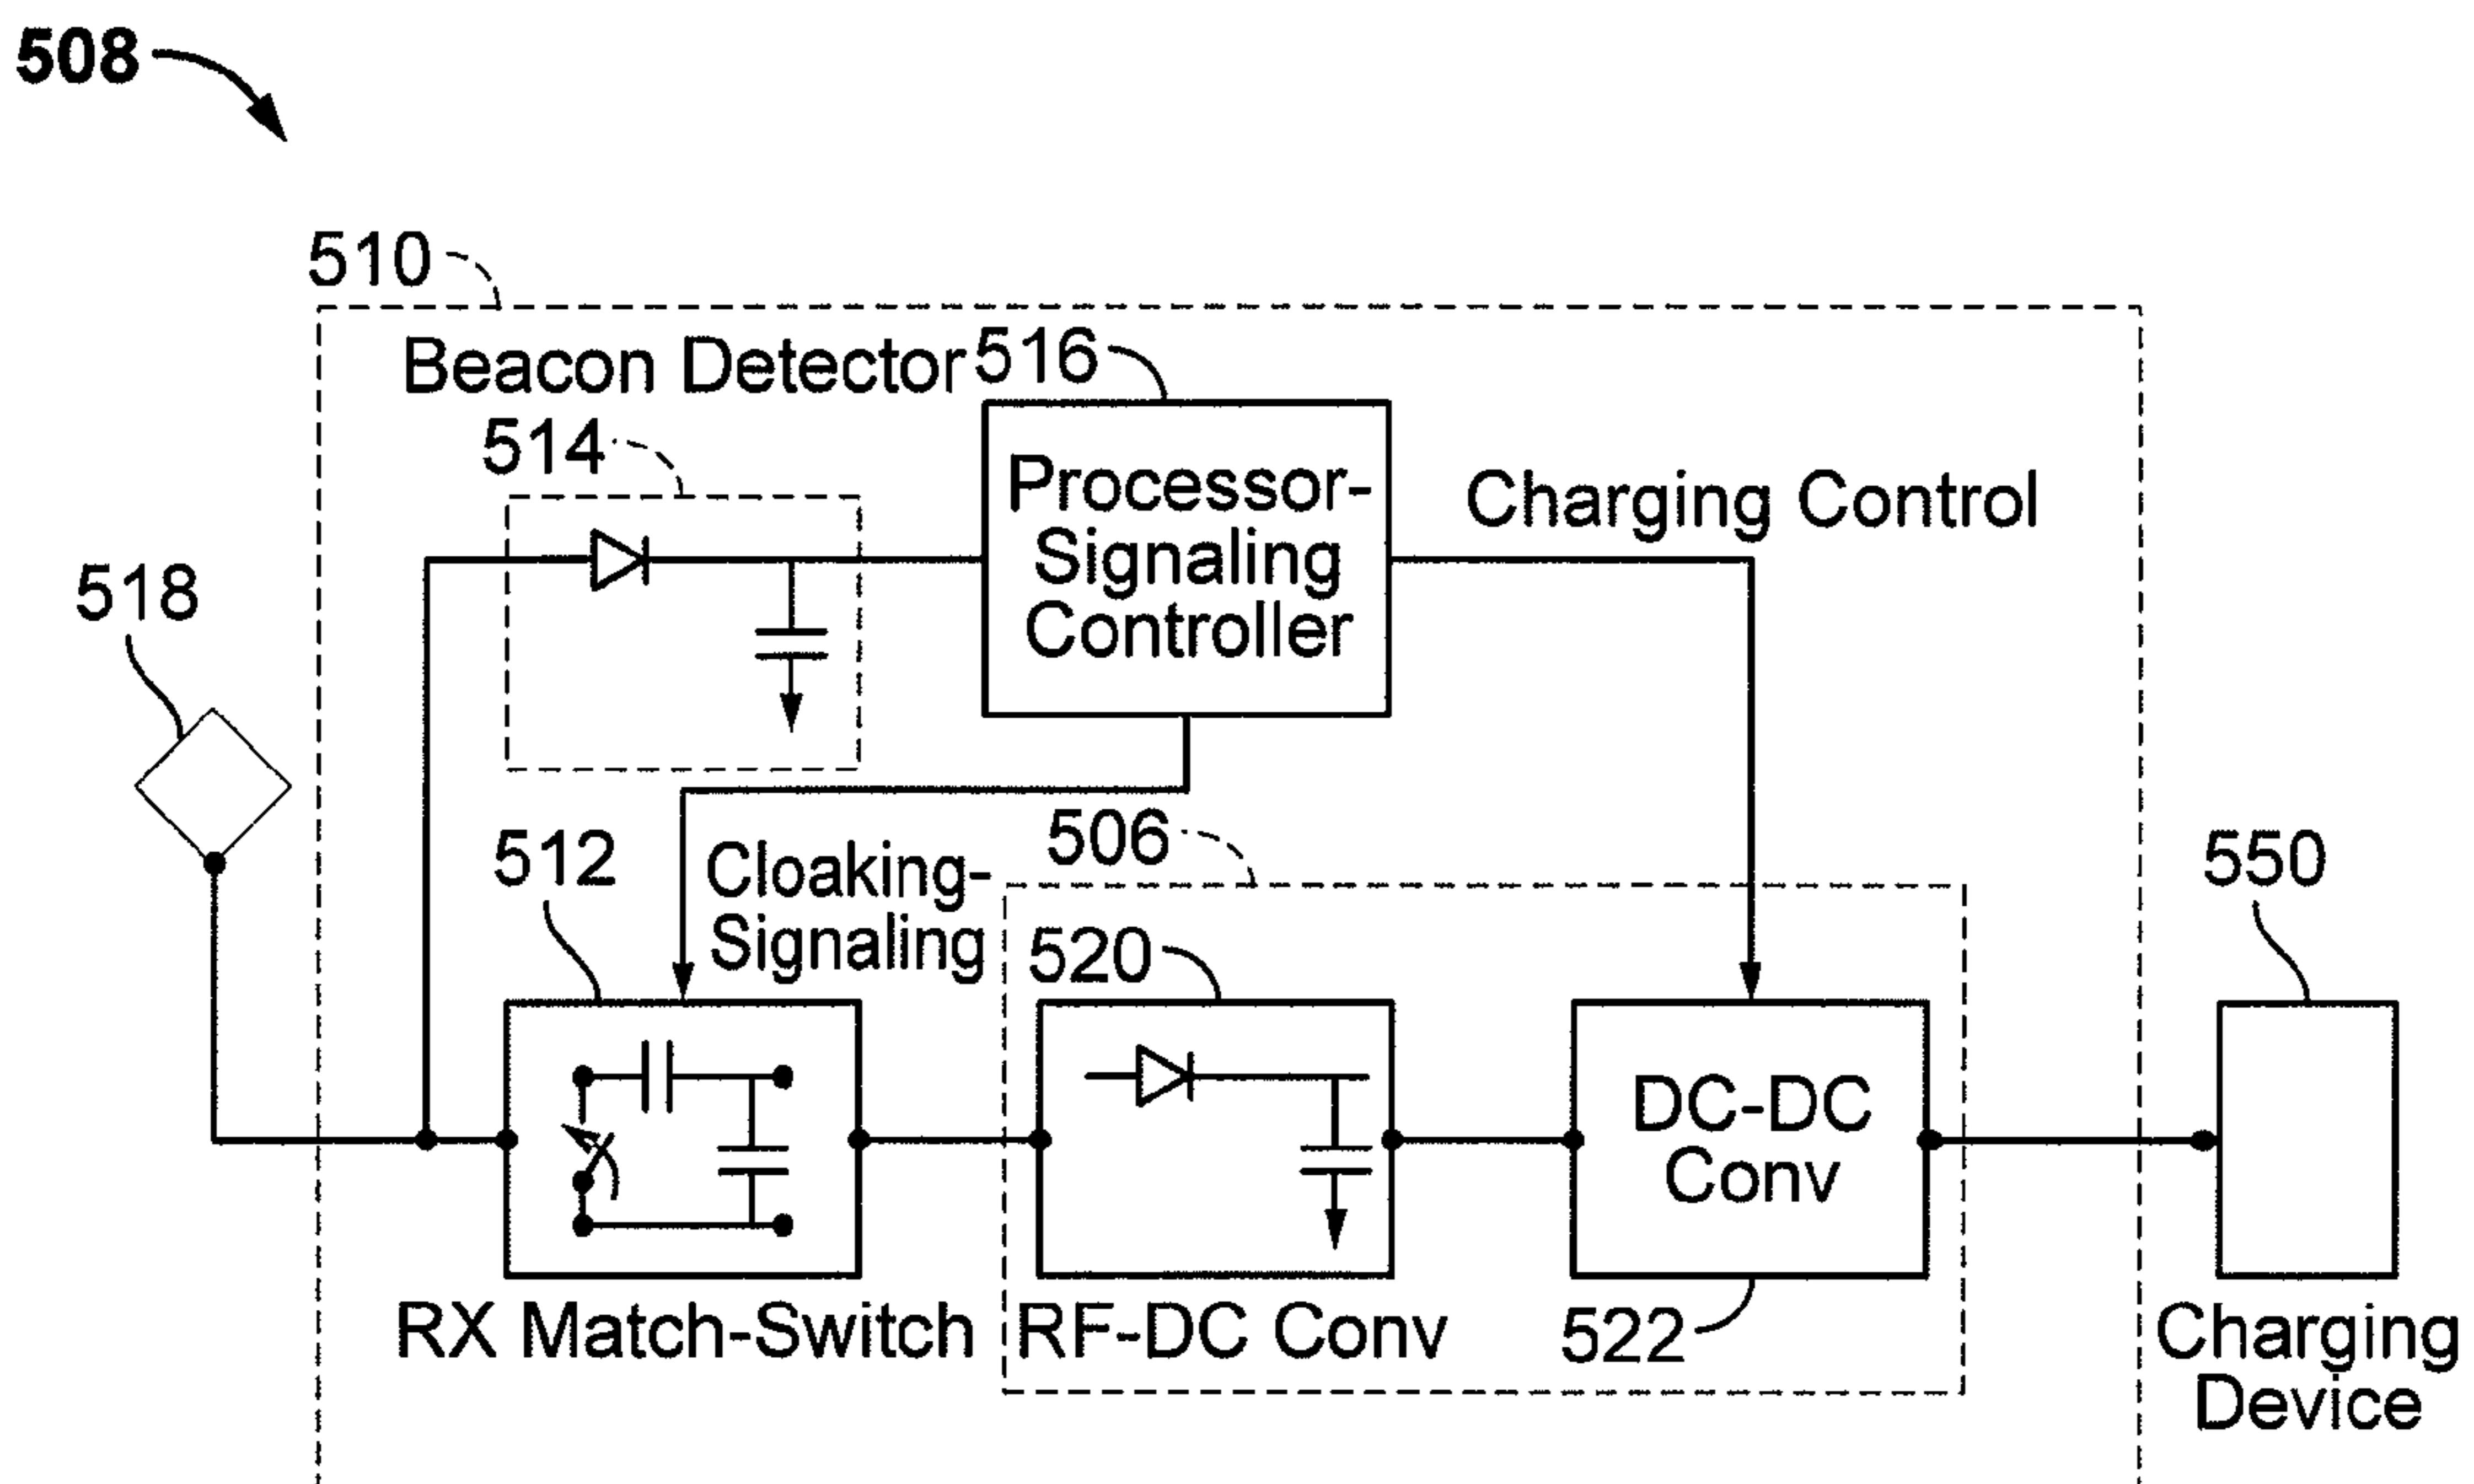 508
510
Beacon Detector
516
514
Processor-
Signaling
Controller
Charging Control
518
512
Cloaking-
Signaling
506
520
550
DC-DC
Conv
RX Match-Switch
RF-DC Conv
522
Charging
Device